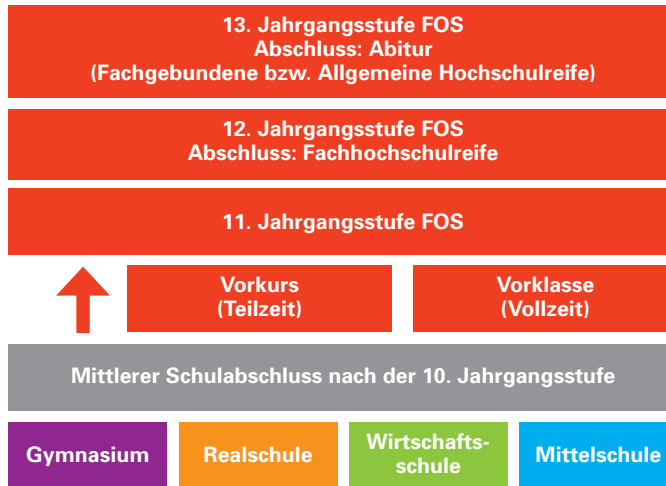 13. Jahrgangsstufe FOS
Abschluss: Abitur
(Fachgebundene bzw. Allgemeine Hochschulreife)
12. Jahrgangsstufe FOS
Abschluss: Fachhochschulreife
11. Jahrgangsstufe FOS
Vorkurs
(Teilzeit)
Vorklasse
(Vollzeit)
Mittlerer Schulabschluss nach der 10. Jahrgangsstufe
Gymnasium
Realschule
Wirtschafts-
schule
Mittelschule